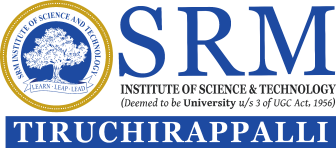 SRM INSTITUTE OF SCIENCE AND TECHNOLOGY
LEARN · LEAP · LEAD
SRM
INSTITUTE OF SCIENCE & TECHNOLOGY
(Deemed to be University u/s 3 of UGC Act, 1956)
TIRUCHIRAPPALLI